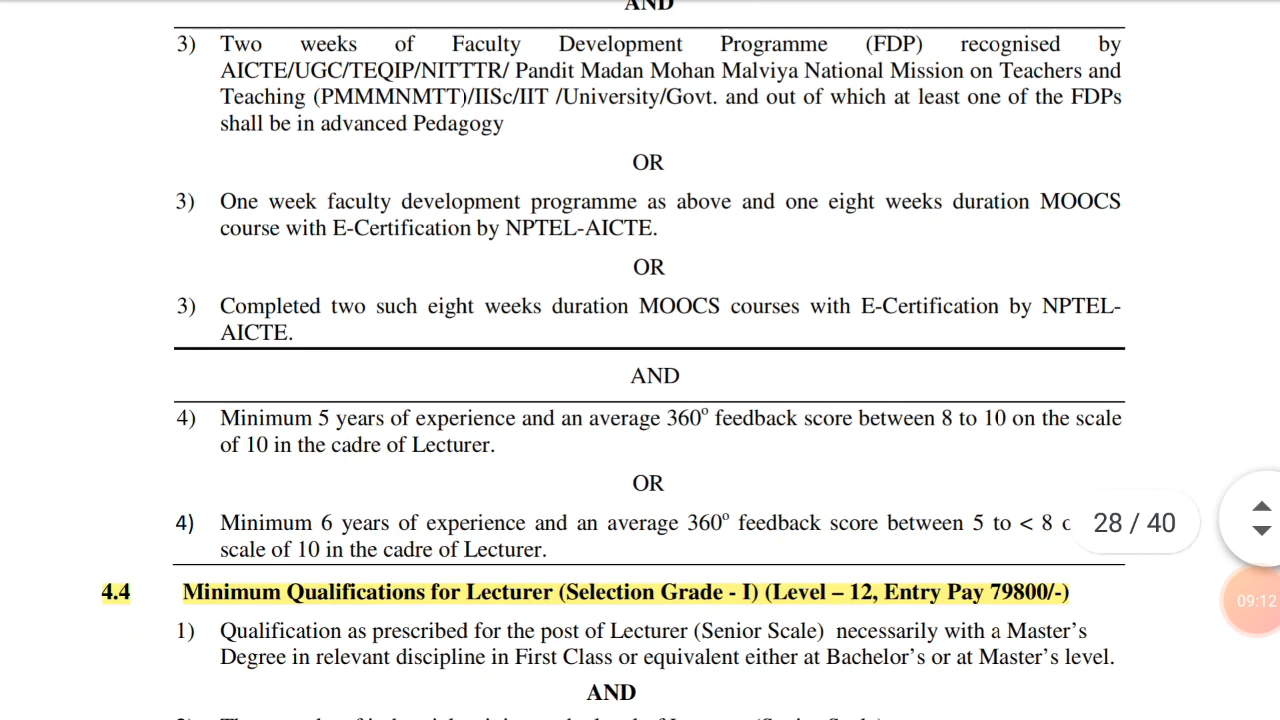 AND
3) Two weeks of Faculty Development Programme (FDP) recognised by
AICTE/UGC/TEQIP/NITTTR/ Pandit Madan Mohan Malviya National Mission on Teachers and
Teaching (PMMMNMTT)/IISc/IIT /University/Govt. and out of which at least one of the FDPs
shall be in advanced Pedagogy
OR
3) One week faculty development programme as above and one eight weeks duration MOOCS
course with E-Certification by NPTEL-AICTE.
OR
3) Completed two such eight weeks duration MOOCS courses with E-Certification by NPTEL-
AICTE.
AND
4) Minimum 5 years of experience and an average 360º feedback score between 8 to 10 on the scale
of 10 in the cadre of Lecturer.
OR
4) Minimum 6 years of experience and an average 360º feedback score between 5 to < 8
28 / 40
scale of 10 in the cadre of Lecturer.
4.4 Minimum Qualifications for Lecturer (Selection Grade - I) (Level – 12, Entry Pay 79800/-)
09:12
1) Qualification as prescribed for the post of Lecturer (Senior Scale) necessarily with a Master's
Degree in relevant discipline in First Class or equivalent either at Bachelor's or at Master's level.
AND